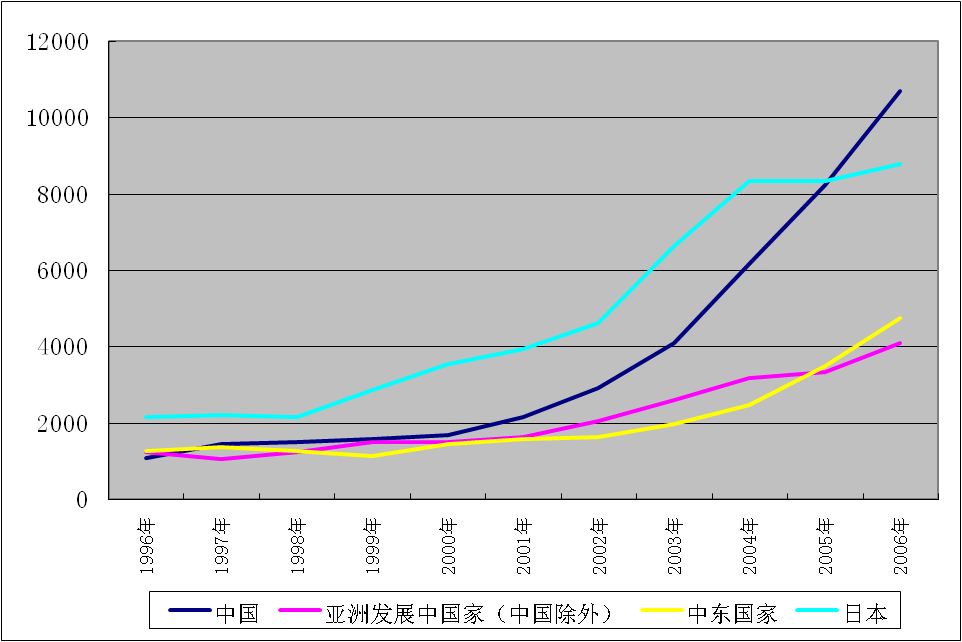 12000
10000
8000
6000
4000
2000
0
1996年
1997年
1998年
1999年
2000年
2001年
2002年
2003年
2004年
2005年
2006年
中国 亚洲发展中国家（中国除外） 中东国家 日本